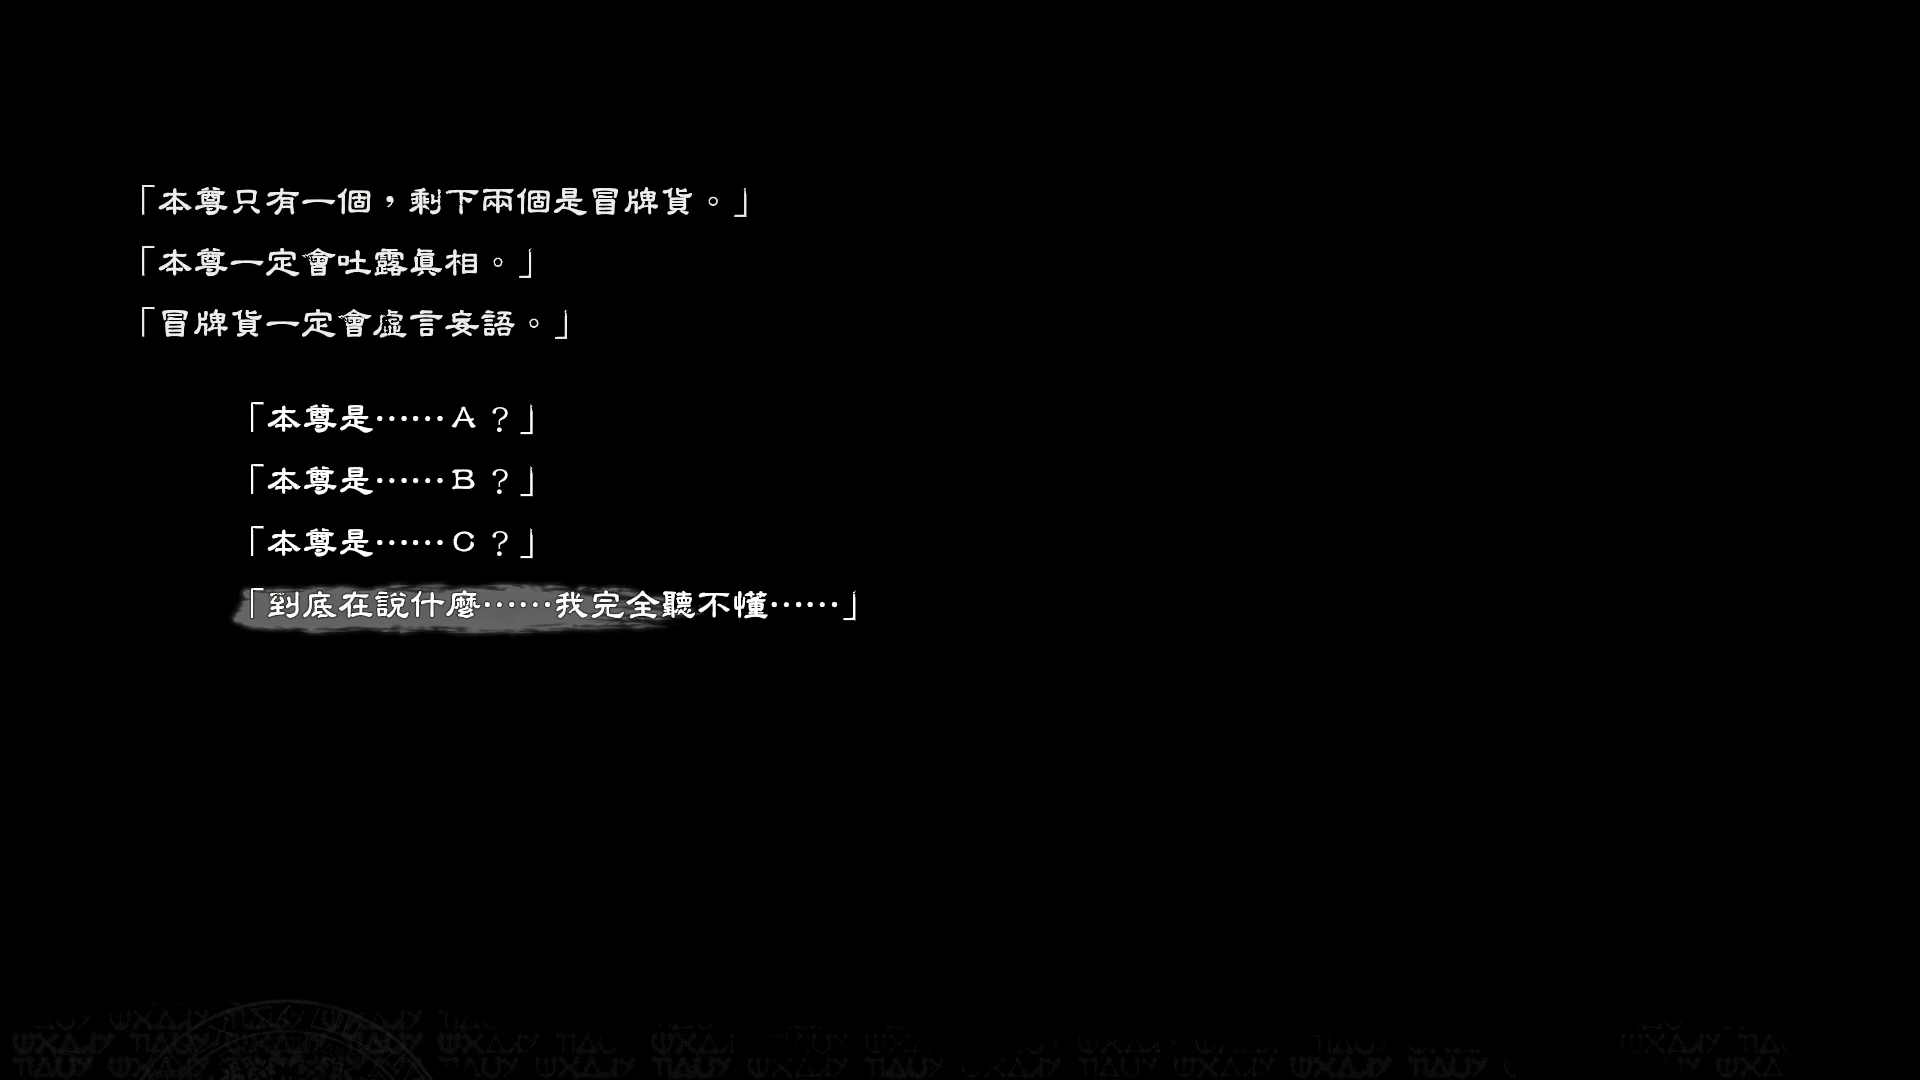 「本尊只有一個，剩下兩個是冒牌貨。」
「本尊一定會吐露真相。」
「冒牌貨一定會虛言妄語。」
「本尊是……A？」
「本尊是……B？」
「本尊是……C？」
「到底在說什麼……我完全聽不懂……」